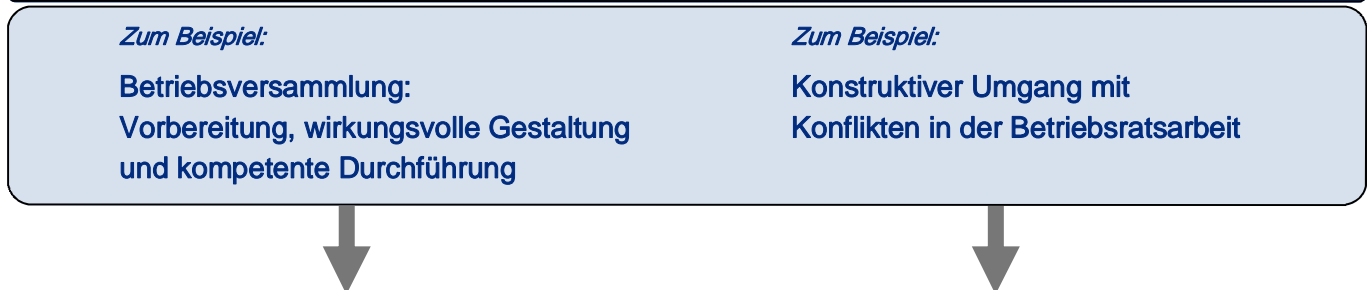 Zum Beispiel:
Betriebsversammlung:
Vorbereitung, wirkungsvolle Gestaltung
und kompetente Durchführung
Zum Beispiel:
Konstruktiver Umgang mit
Konflikten in der Betriebsratsarbeit